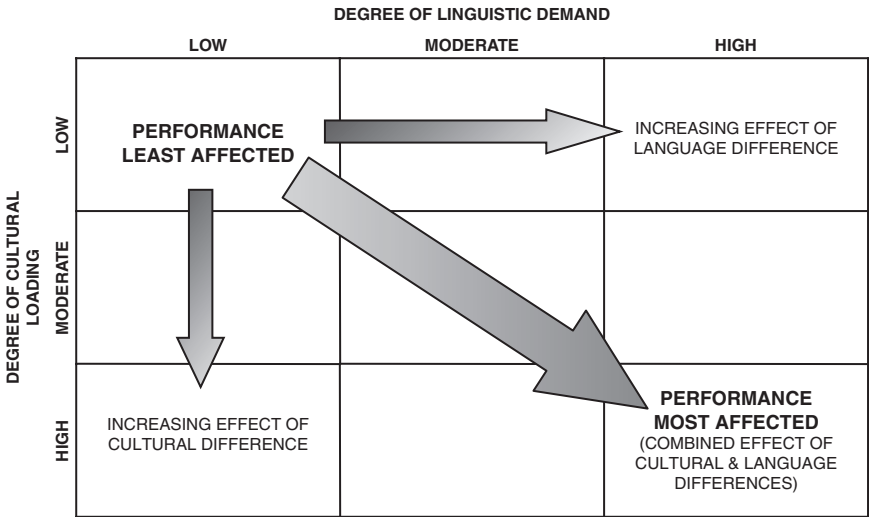 DEGREE OF LINGUISTIC DEMAND
LOW
MODERATE
HIGH
DEGREE OF CULTURAL
LOADING
LOW
PERFORMANCE
LEAST AFFECTED
INCREASING EFFECT OF
LANGUAGE DIFFERENCE
MODERATE
HIGH
INCREASING EFFECT OF
CULTURAL DIFFERENCE
PERFORMANCE
MOST AFFECTED
(COMBINED EFFECT OF
CULTURAL & LANGUAGE
DIFFERENCES)